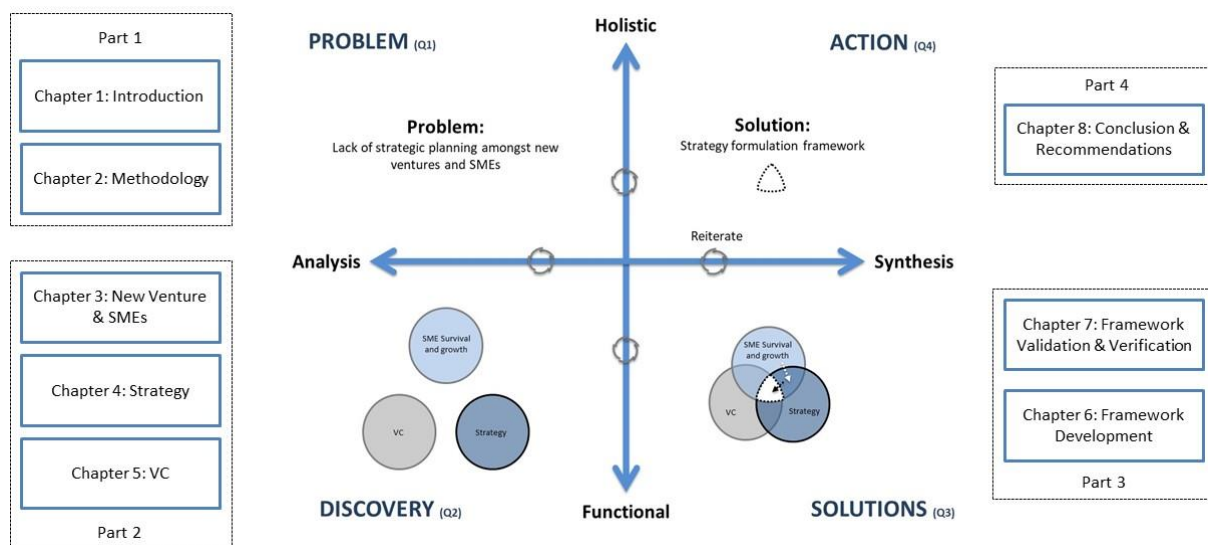 Part 1
Chapter 1: Introduction
Chapter 2: Methodology
Chapter 3: New Venture
& SMEs
Chapter 4: Strategy
Chapter 5: VC
Part 2
PROBLEM (Q1)
Holistic
ACTION (Q4)
Problem:
Lack of strategic planning amongst new
ventures and SMEs
Solution:
Strategy formulation framework
Analysis
Reiterate
Synthesis
SME Survival
and growth
VC
Strategy
SME Survival
and growth
VC
Strategy
DISCOVERY (Q2)
Functional
SOLUTIONS (Q3)
Part 4
Chapter 8: Conclusion &
Recommendations
Chapter 7: Framework
Validation & Verification
Chapter 6: Framework
Development
Part 3